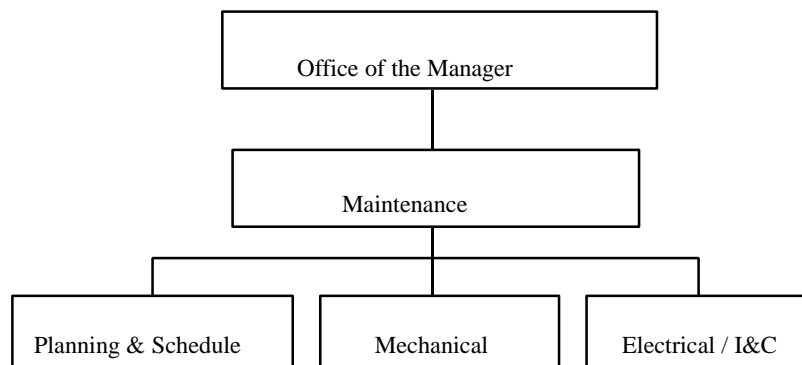 Office of the Manager
Maintenance
Planning & Schedule
Mechanical
Electrical / I&C